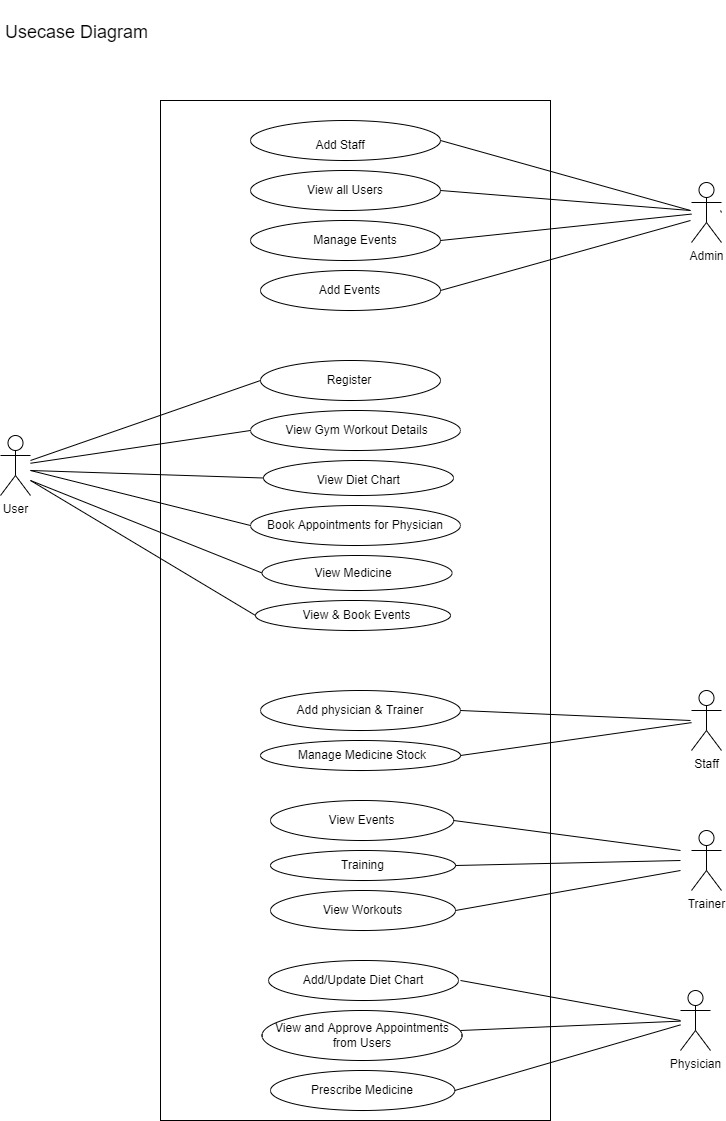 Usecase Diagram
Add Staff
View all Users
Manage Events
Admin
Add Events
Register
View Gym Workout Details
View Diet Chart
User
Book Appointments for Physician
View Medicine
View & Book Events
Add physician & Trainer
Manage Medicine Stock
Staff
View Events
Training
View Workouts
Trainer
Add/Update Diet Chart
View and Approve Appointments
from Users
Physician
Prescribe Medicine